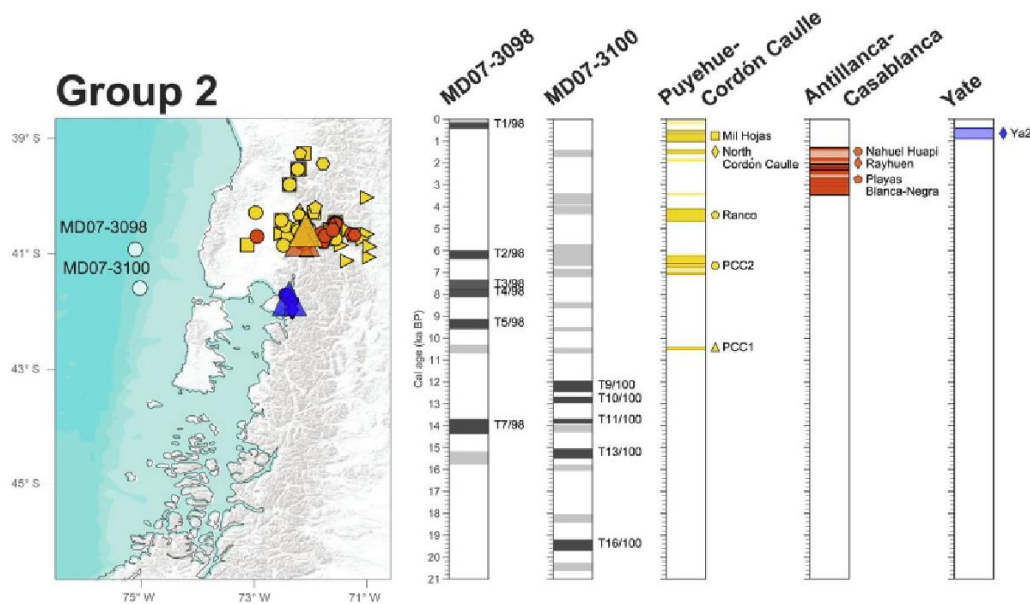 Group 2
39° S
41° S
43° S
45° S
75° W
73° W
71° W
MD07-3098
MD07-3100
MD07-3098
MD07-3100
Puyehue-
Cordón Caulle
Antillanca-
Casablanca
Yate
Cal age (ka BP)
0
1
2
3
4
5
6
7
8
9
10
11
12
13
14
15
16
17
18
19
20
21
T1/98
T2/98
T3/98
T4/98
T5/98
T7/98
T9/100
T10/100
T11/100
T13/100
T16/100
Mil Hojas
North
Cordón Caulle
Ranco
PCC2
PCC1
Nahuel Huapi
Rayhuen
Playas
Blanca-Negra
Ya2